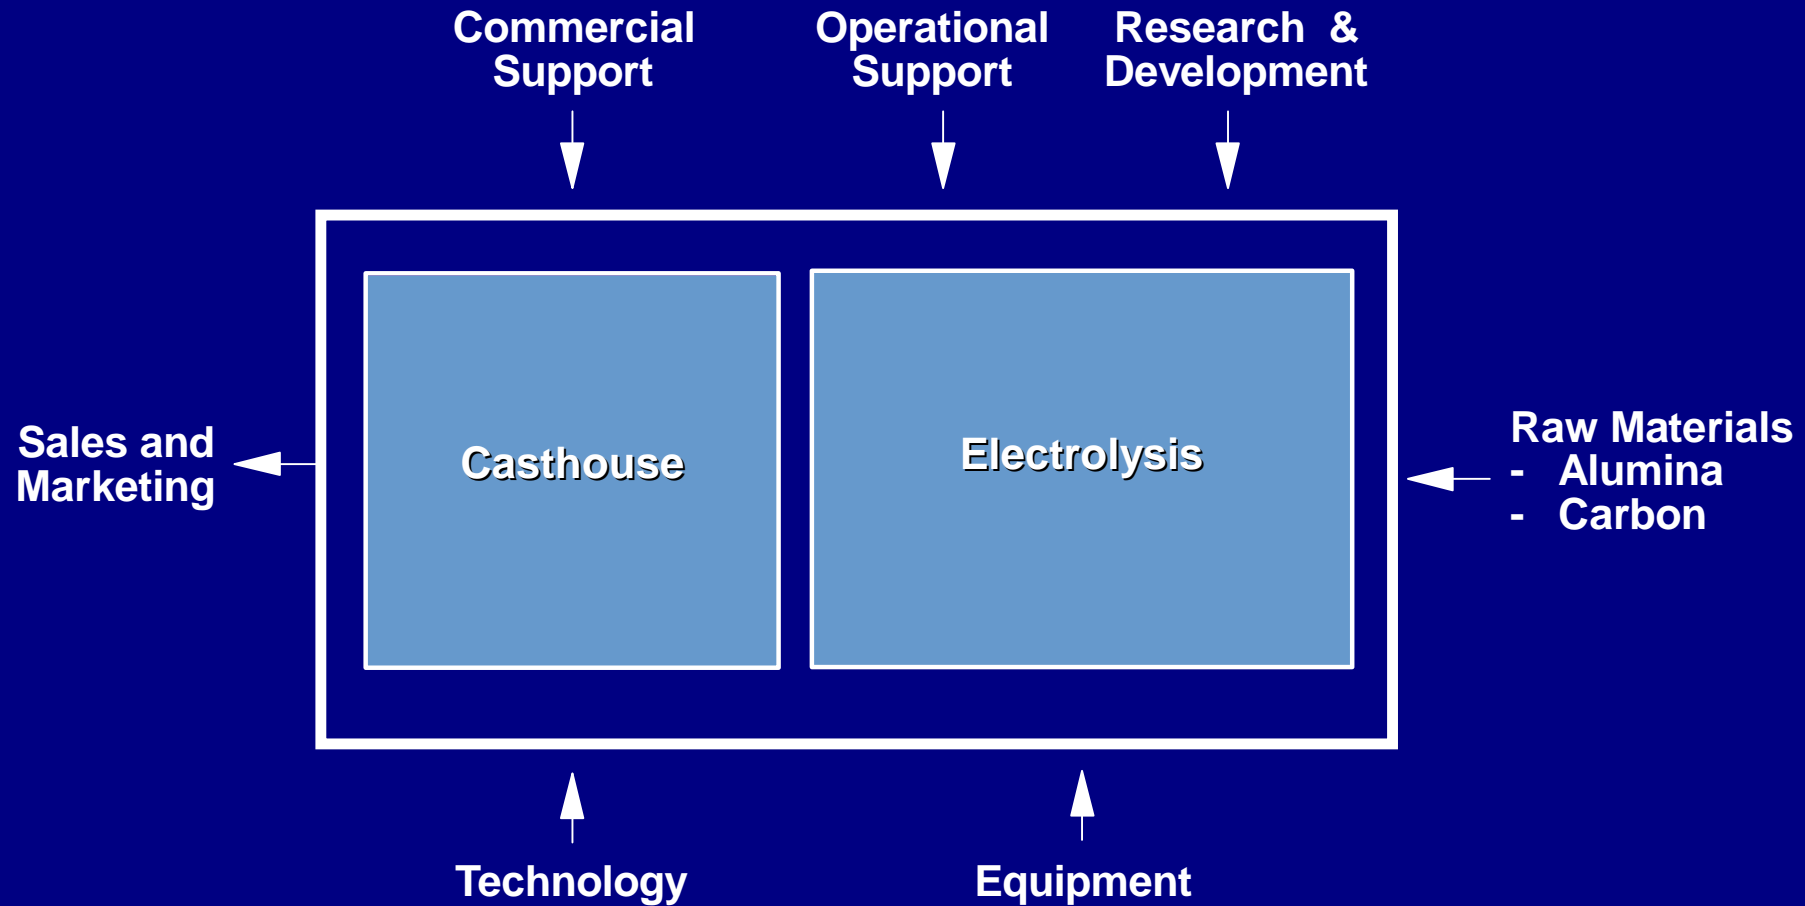 Commercial
Support
Operational
Support
Research & 
Development
Sales and
Marketing
Casthouse
Electrolysis
Raw Materials
- Alumina
- Carbon
Technology
Equipment